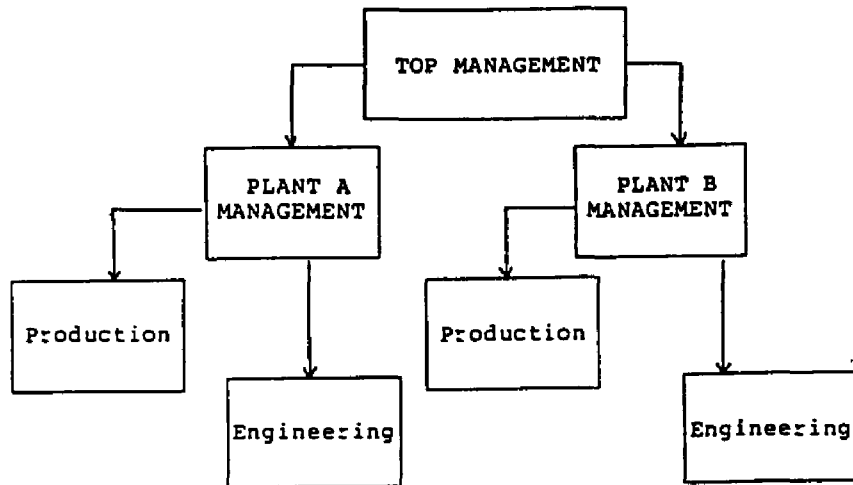 TOP MANAGEMENT
PLANT A
MANAGEMENT
PLANT B
MANAGEMENT
Production
Production
Engineering
Engineering